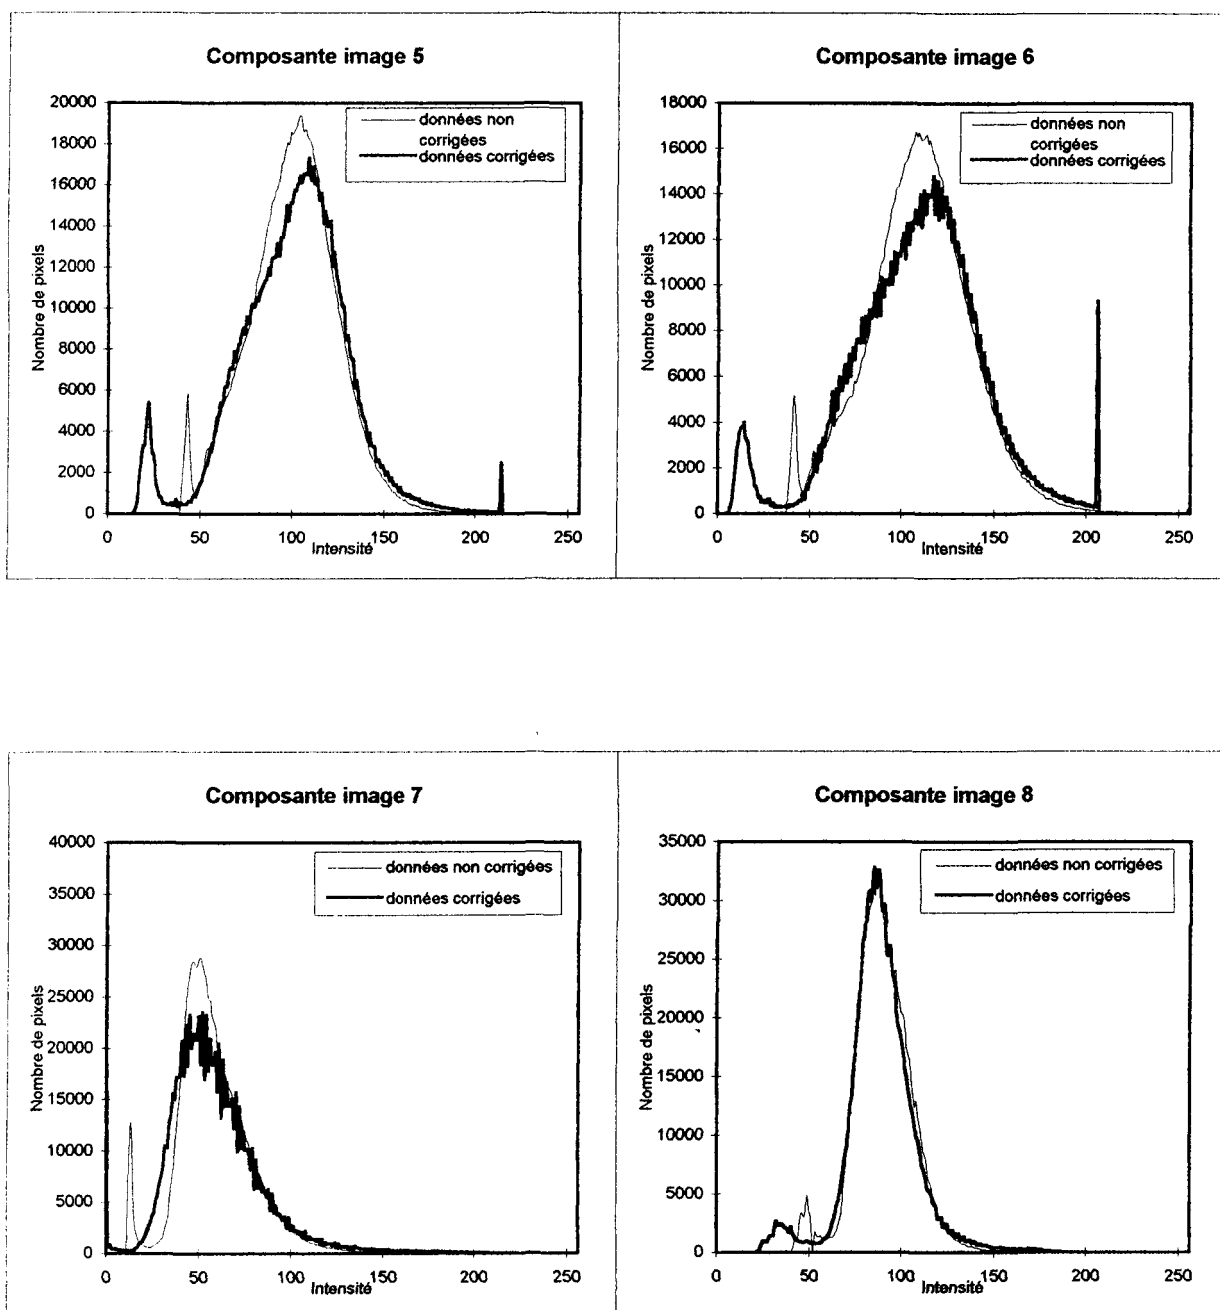 Composante image 5
20000
18000
16000
14000
12000
10000
8000
6000
4000
2000
0
Nombre de pixels
données non
corrigées
données corrigées
0 50 100 150 200 250
Intensité
Composante image 6
18000
16000
14000
12000
10000
8000
6000
4000
2000
0
Nombre de pixels
données non
corrigées
données corrigées
0 50 100 150 200 250
Intensité
Composante image 7
40000
35000
30000
25000
20000
15000
10000
5000
0
Nombre de pixels
données non corrigées
données corrigées
0 50 100 150 200 250
Intensité
Composante image 8
35000
30000
25000
20000
15000
10000
5000
0
Nombre de pixels
données non corrigées
données corrigées
0 50 100 150 200 250
Intensité